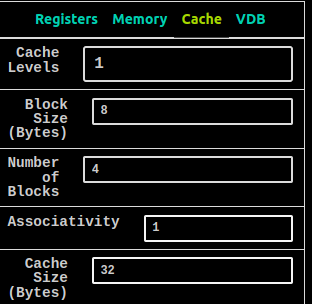 Registers Memory Cache VDB
Cache
Levels
1
Block
Size
(Bytes)
8
Number
of
Blocks
4
Associativity
1
Cache
Size
(Bytes)
32